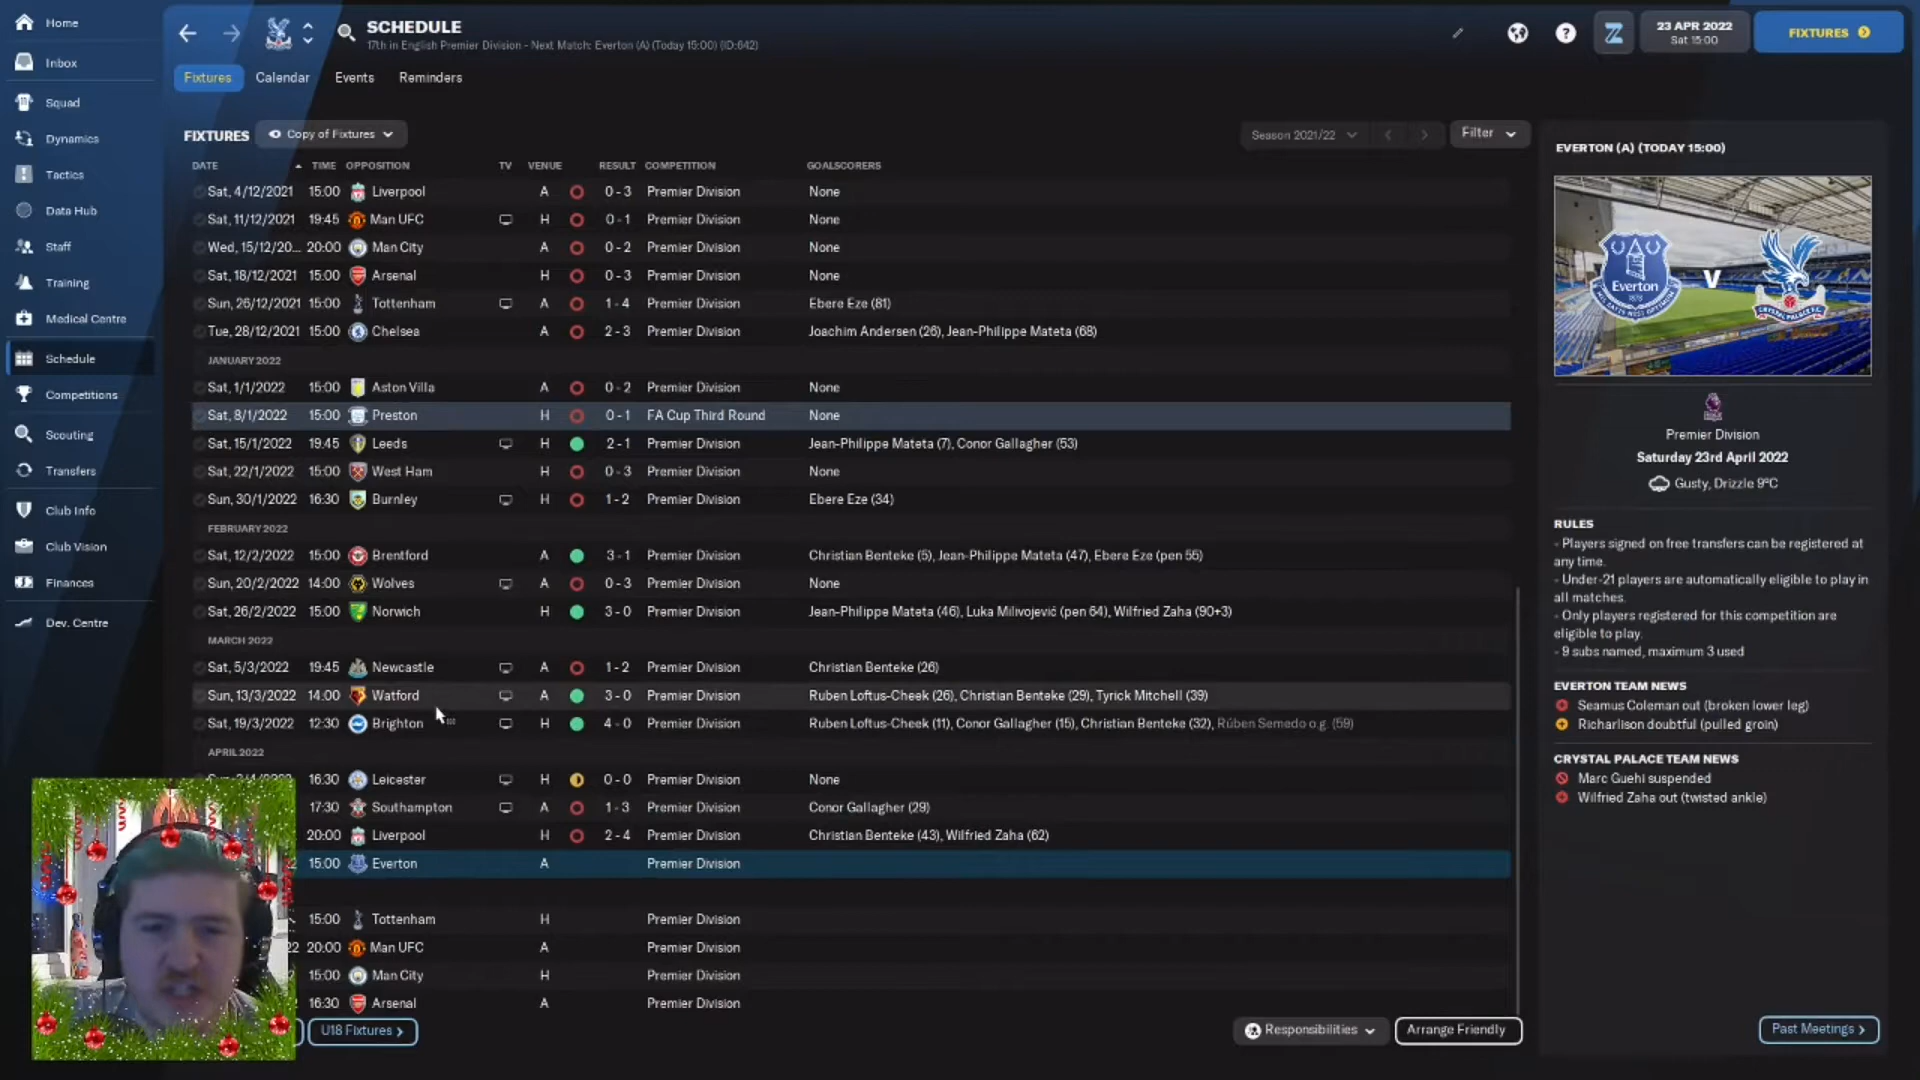 Home
Inbox
Squad
Dynamics
Tactics
Data Hub
Staff
Training
Medical Centre
Schedule
Competitions
Scouting
Transfers
Club Info
Club Vision
Finances
Dev. Centre
SCHEDULE
17th in English Premier Division - Next Match: Everton (A) (Today 15:00) (ID:642)
23 APR 2022
Sat 15:00
FIXTURES
Fixtures Calendar Events Reminders
FIXTURES Copy of Fixtures Season 2021/22 Filter
DATE TIME OPPOSITION TV VENUE RESULT COMPETITION GOALSCORERS
Sat, 4/12/2021 15:00 Liverpool A 0 - 3 Premier Division None
Sat, 11/12/2021 19:45 Man UFC H 0 - 1 Premier Division None
Wed, 15/12/20... 20:00 Man City A 0 - 2 Premier Division None
Sat, 18/12/2021 15:00 Arsenal H 0 - 3 Premier Division None
Sun, 26/12/2021 15:00 Tottenham A 1 - 4 Premier Division Ebere Eze (81)
Tue, 28/12/2021 15:00 Chelsea A 2 - 3 Premier Division Joachim Andersen (26), Jean-Philippe Mateta (68)
JANUARY 2022
Sat, 1/1/2022 15:00 Aston Villa A 0 - 2 Premier Division None
Sat, 8/1/2022 15:00 Preston H 0 - 1 FA Cup Third Round None
Sat, 15/1/2022 19:45 Leeds H 2 - 1 Premier Division Jean-Philippe Mateta (7), Conor Gallagher (53)
Sat, 22/1/2022 15:00 West Ham H 0 - 3 Premier Division None
Sun, 30/1/2022 16:30 Burnley H 1 - 2 Premier Division Ebere Eze (34)
FEBRUARY 2022
Sat, 12/2/2022 15:00 Brentford A 3 - 1 Premier Division Christian Benteke (5), Jean-Philippe Mateta (47), Ebere Eze (pen 55)
Sun, 20/2/2022 14:00 Wolves A 0 - 3 Premier Division None
Sat, 26/2/2022 15:00 Norwich H 3 - 0 Premier Division Jean-Philippe Mateta (46), Luka Milivojević (pen 64), Wilfried Zaha (90+3)
MARCH 2022
Sat, 5/3/2022 19:45 Newcastle A 1 - 2 Premier Division Christian Benteke (26)
Sun, 13/3/2022 14:00 Watford A 3 - 0 Premier Division Ruben Loftus-Cheek (26), Christian Benteke (29), Tyrick Mitchell (39)
Sat, 19/3/2022 12:30 Brighton H 4 - 0 Premier Division Ruben Loftus-Cheek (11), Conor Gallagher (15), Christian Benteke (32), Rúben Semedo o.g. (59)
APRIL 2022
16:30 Leicester H 0 - 0 Premier Division None
17:30 Southampton A 1 - 3 Premier Division Conor Gallagher (29)
20:00 Liverpool H 2 - 4 Premier Division Christian Benteke (43), Wilfried Zaha (62)
15:00 Everton A Premier Division
15:00 Tottenham H Premier Division
20:00 Man UFC A Premier Division
15:00 Man City H Premier Division
16:30 Arsenal A Premier Division
U18 Fixtures > Responsibilities Arrange Friendly
EVERTON (A) (TODAY 15:00)
Everton
1878
V
Premier Division
Saturday 23rd April 2022
Gusty, Drizzle 9°C
RULES
- Players signed on free transfers can be registered at
any time.
- Under-21 players are automatically eligible to play in
all matches.
- Only players registered for this competition are
eligible to play.
- 9 subs named, maximum 3 used
EVERTON TEAM NEWS
Seamus Coleman out (broken lower leg)
Richarlison doubtful (pulled groin)
CRYSTAL PALACE TEAM NEWS
Marc Guehi suspended
Wilfried Zaha out (twisted ankle)
Past Meetings >